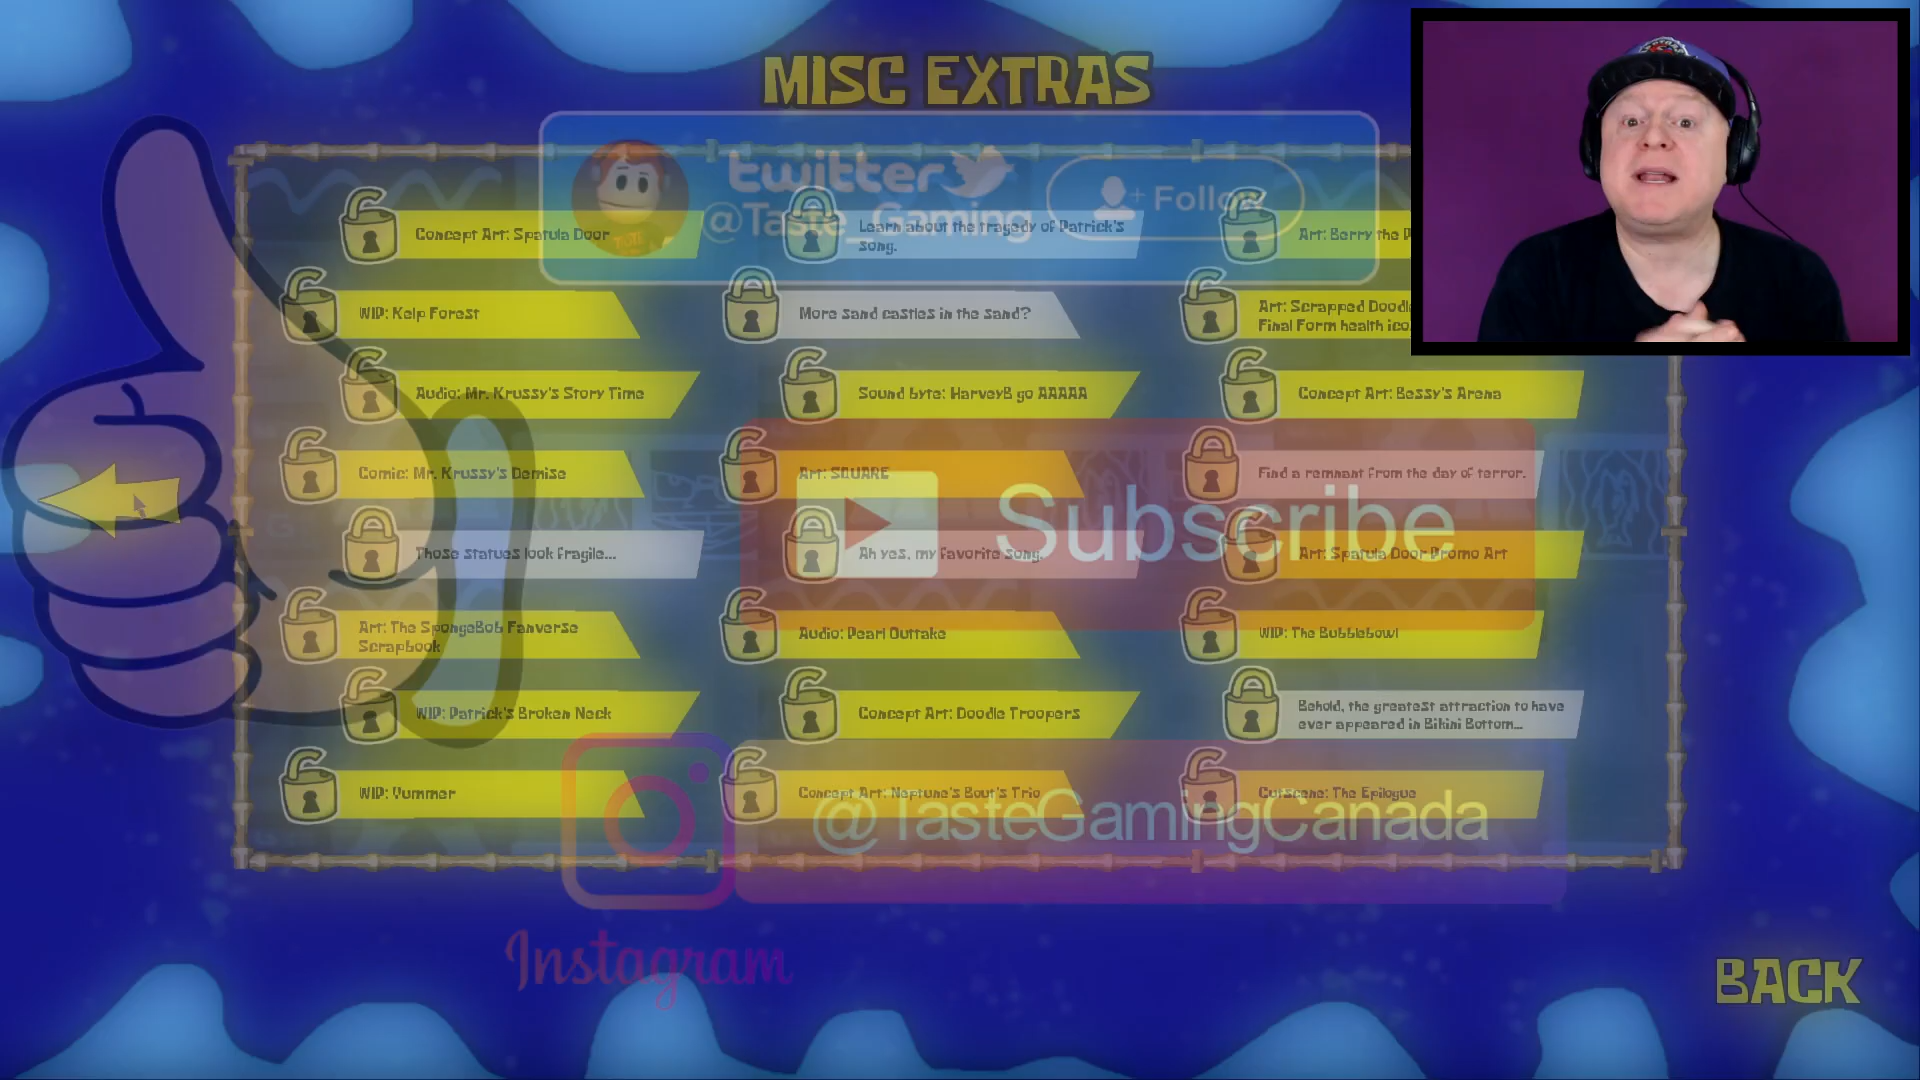 MISC EXTRAS
twitter
@Taste_Gaming
Follow
Concept Art: Spatula Door
Learn about the tragedy of Patrick's
song.
Art: Berry the
WIP: Kelp Forest
More sand castles in the sand?
Art: Scrapped Doodle
Final Form health
Audio: Mr. Krussy's Story Time
Sound byte: HarveyB go AAAAA
Concept Art: Bessy's Arena
Comic: Mr. Krussy's Demise
Art: SQUARE
Find a remnant from the day of terror.
Subscribe
Those statues look fragile...
Ah yes, my favorite song.
Art: Spatula Door Promo Art
Art: The SpongeBob Fanverse
Scrapbook
Audio: Pearl Outtake
WIP: The Bubblebowl
WIP: Patrick's Broken Neck
Concept Art: Doodle Troopers
Behold, the greatest attraction to have
ever appeared in Bikini Bottom...
WIP: Yummer
Concept Art: Neptune's Bout's Trio
Cutscene: The Epilogue
@TasteGamingCanada
Instagram
BACK